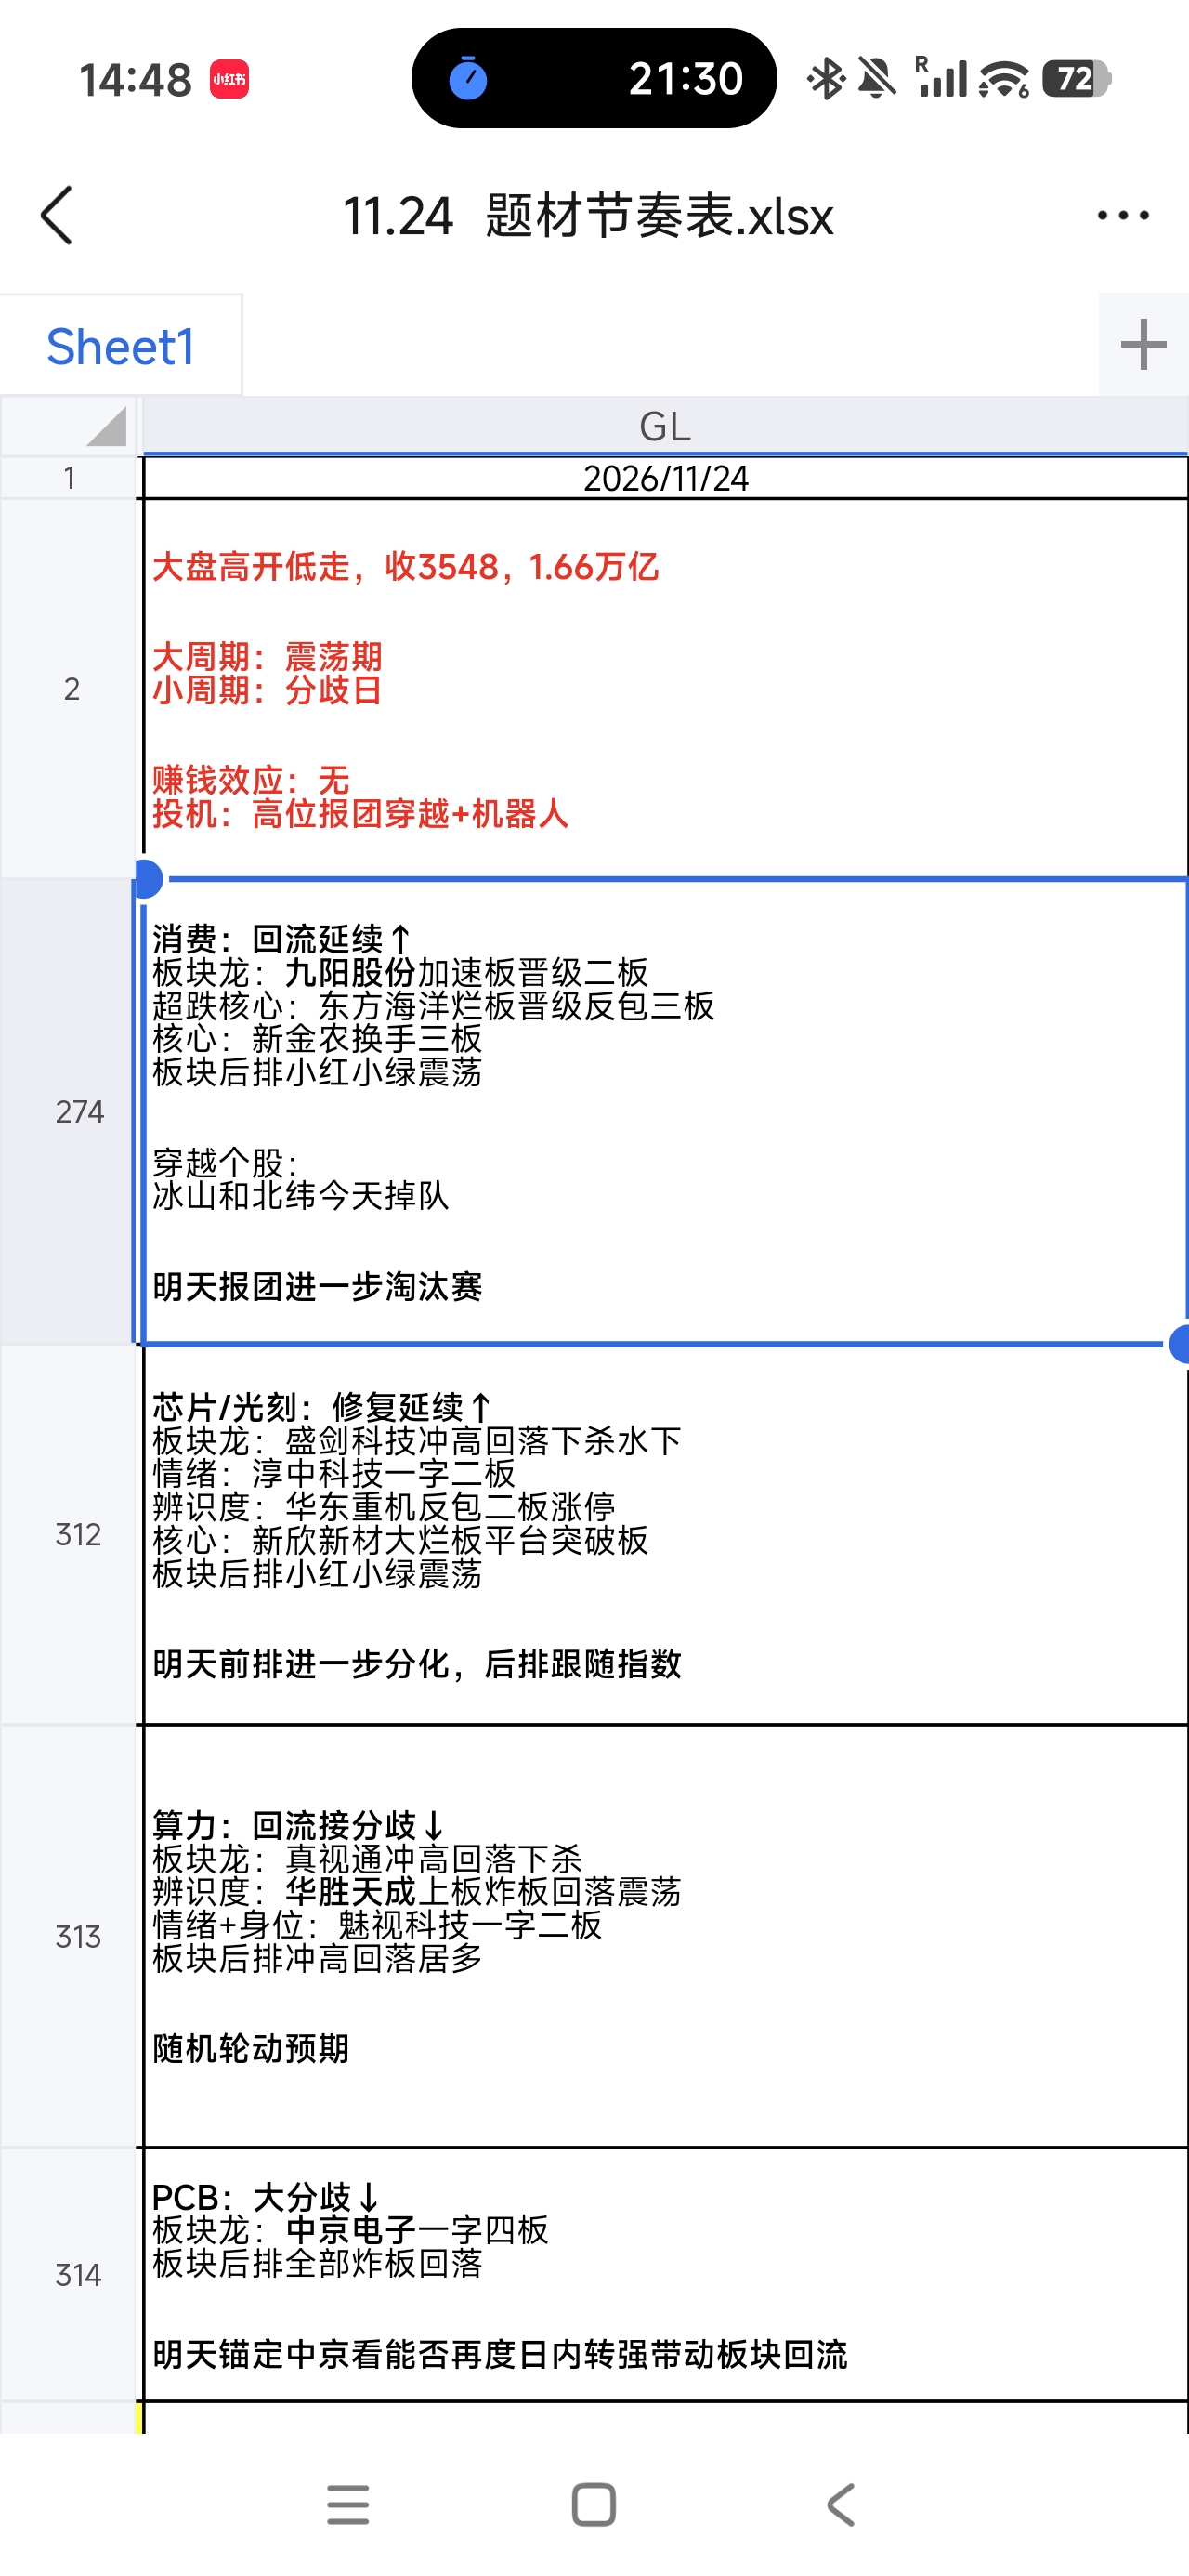 14:48
小红书
21:30
R
6
72
11.24 题材节奏表.xlsx
Sheet1
GL
1
2026/11/24
2
大盘高开低走，收3548，1.66万亿
大周期：震荡期
小周期：分歧日
赚钱效应：无
投机：高位报团穿越+机器人
274
消费：回流延续↑
板块龙：九阳股份加速板晋级二板
超跌核心：东方海洋烂板晋级反包三板
核心：新金农换手三板
板块后排小红小绿震荡
穿越个股：
冰山和北纬今天掉队
明天报团进一步淘汰赛
312
芯片/光刻：修复延续↑
板块龙：盛剑科技冲高回落下杀水下
情绪：淳中科技一字二板
辨识度：华东重机反包二板涨停
核心：新欣新材大烂板平台突破板
板块后排小红小绿震荡
明天前排进一步分化，后排跟随指数
313
算力：回流接分歧↓
板块龙：真视通冲高回落下杀
辨识度：华胜天成上板炸板回落震荡
情绪+身位：魅视科技一字二板
板块后排冲高回落居多
随机轮动预期
314
PCB：大分歧↓
板块龙：中京电子一字四板
板块后排全部炸板回落
明天锚定中京看能否再度日内转强带动板块回流